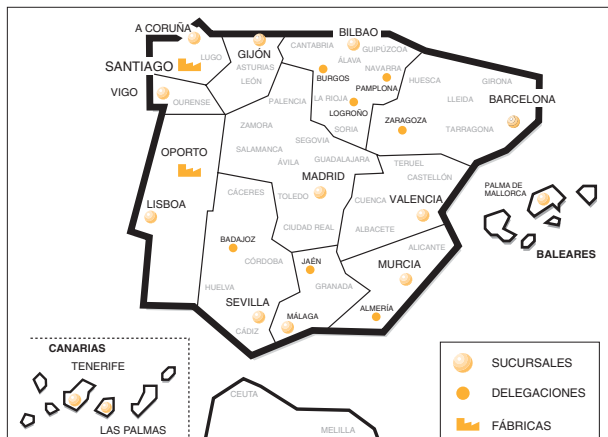 A CORUÑA
LUGO
GIJÓN
ASTURIAS
CANTABRIA
BILBAO
GUIPÚZCOA
ÁLAVA
SANTIAGO
LEÓN
BURGOS
NAVARRA
PAMPLONA
HUESCA
GIRONA
VIGO
OURENSE
PALENCIA
LA RIOJA
LOGROÑO
LLEIDA
BARCELONA
ZAMORA
SORIA
ZARAGOZA
TARRAGONA
OPORTO
SALAMANCA
SEGOVIA
ÁVILA
GUADALAJARA
TERUEL
CASTELLÓN
MADRID
CÁCERES
TOLEDO
CUENCA
VALENCIA
PALMA DE
MALLORCA
LISBOA
CIUDAD REAL
ALBACETE
BADAJOZ
CÓRDOBA
JAÉN
ALICANTE
BALEARES
MURCIA
HUELVA
GRANADA
SEVILLA
MÁLAGA
ALMERÍA
CÁDIZ
CANARIAS
TENERIFE
LAS PALMAS
CEUTA
MELILLA
SUCURSALES
DELEGACIONES
FÁBRICAS